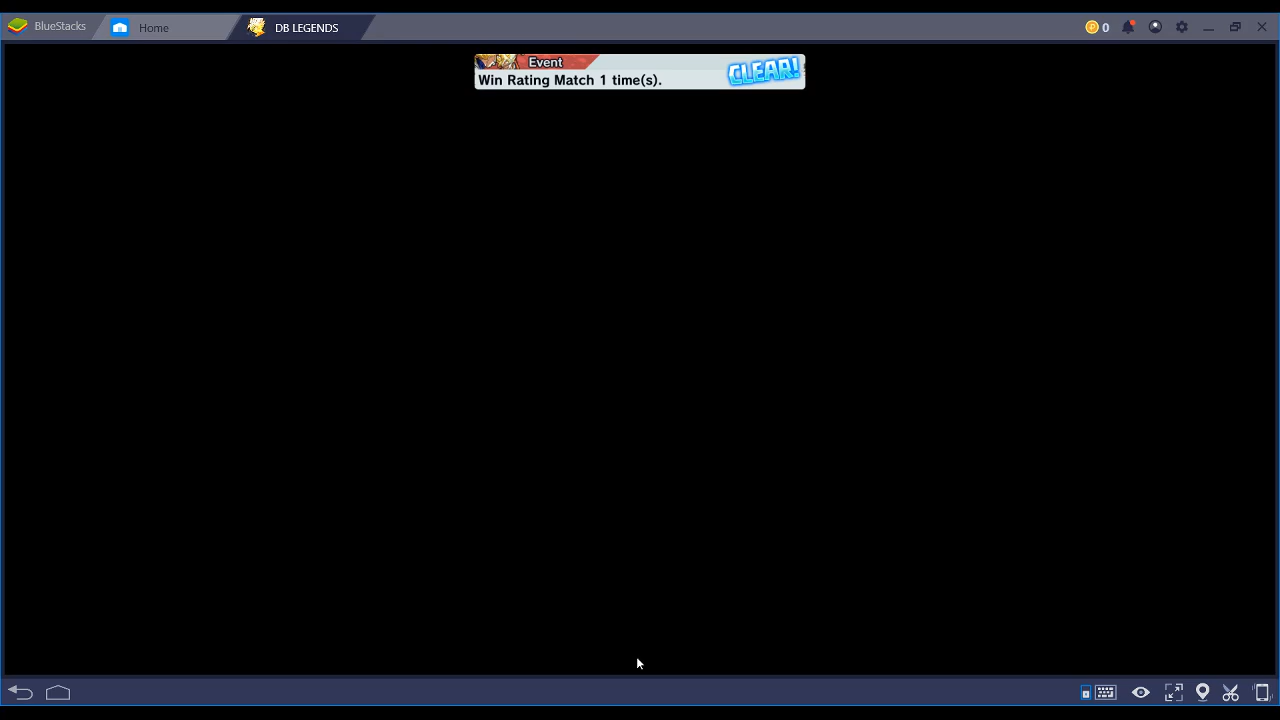 BlueStacks
Home
DB LEGENDS
0
Event
Win Rating Match 1 time(s).
CLEAR!